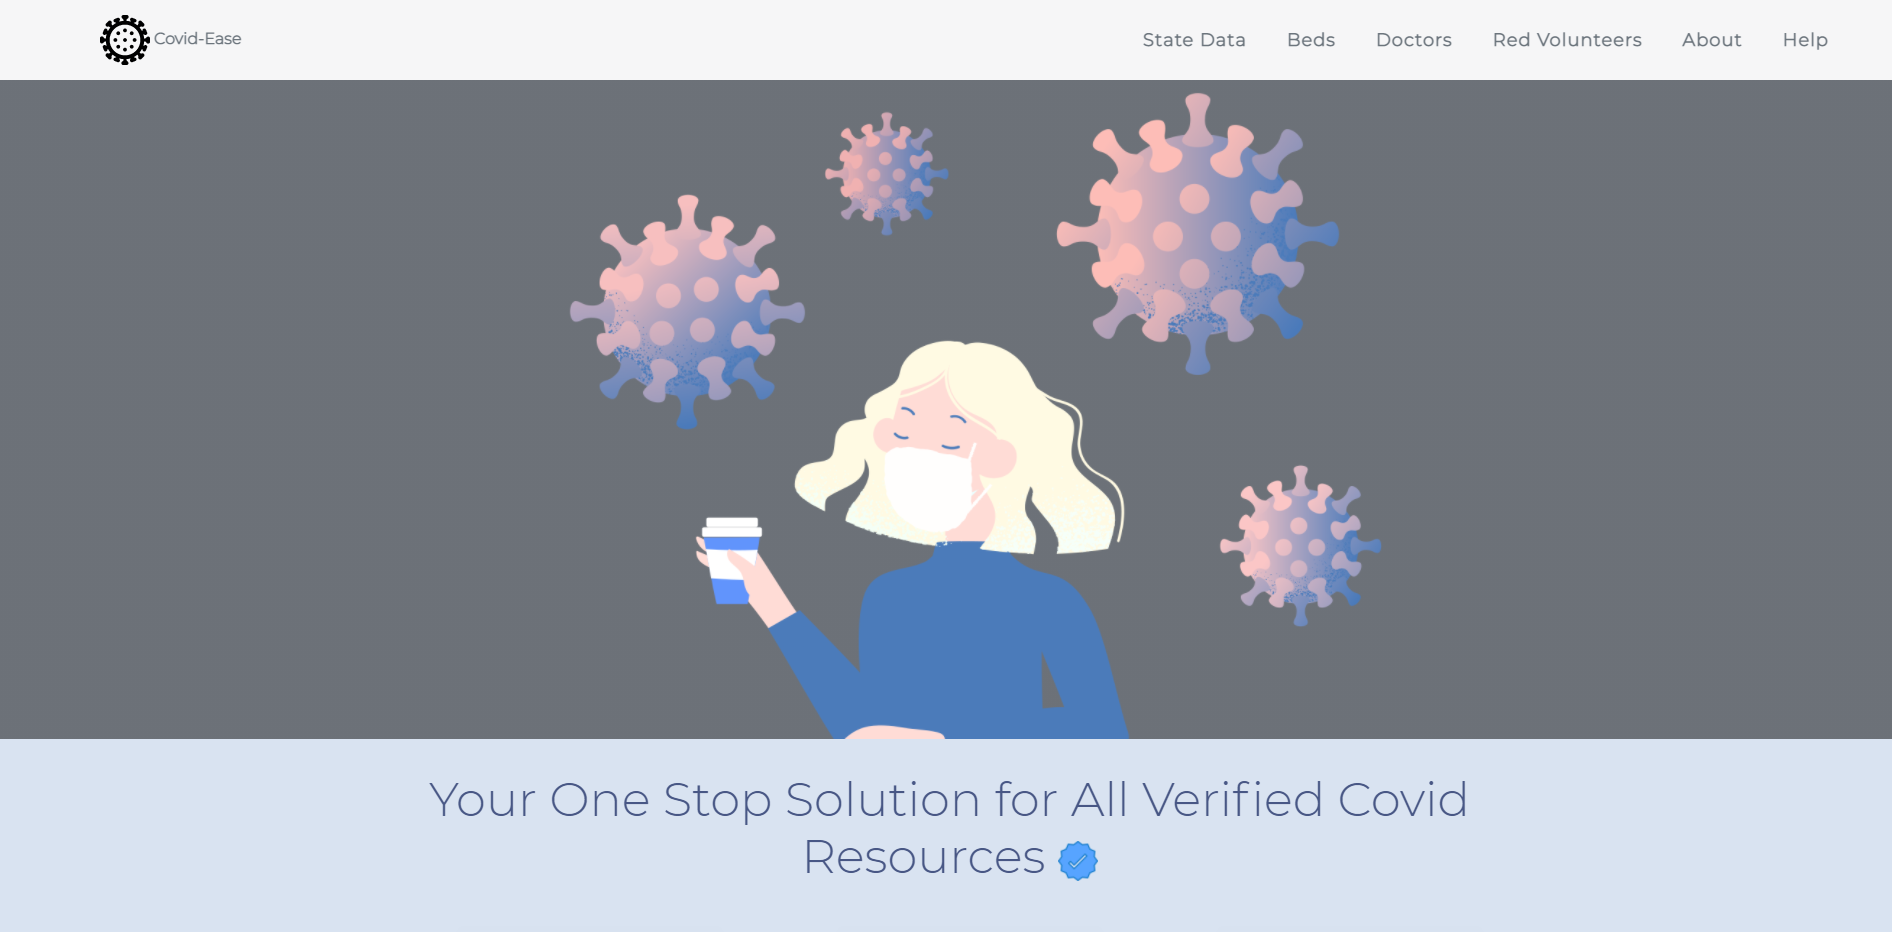 Covid-Ease
State Data
Beds
Doctors
Red Volunteers
About
Help
Your One Stop Solution for All Verified Covid
Resources